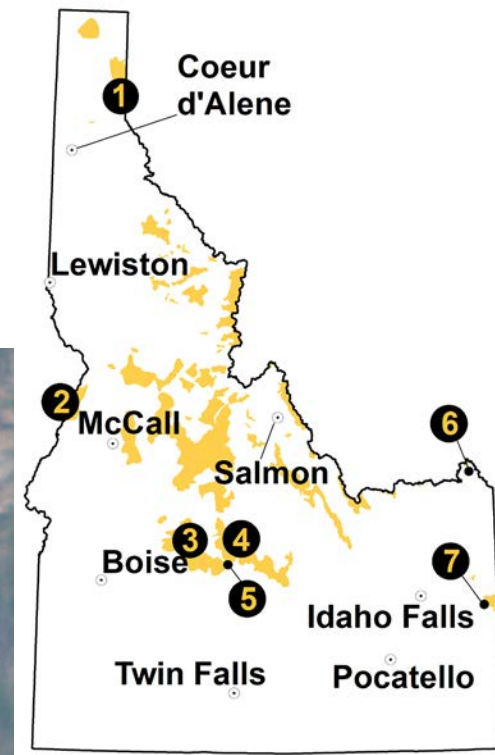 1
Coeur
d'Alene
Lewiston
2
McCall
6
Salmon
3
4
7
Boise
5
Idaho Falls
Twin Falls
Pocatello